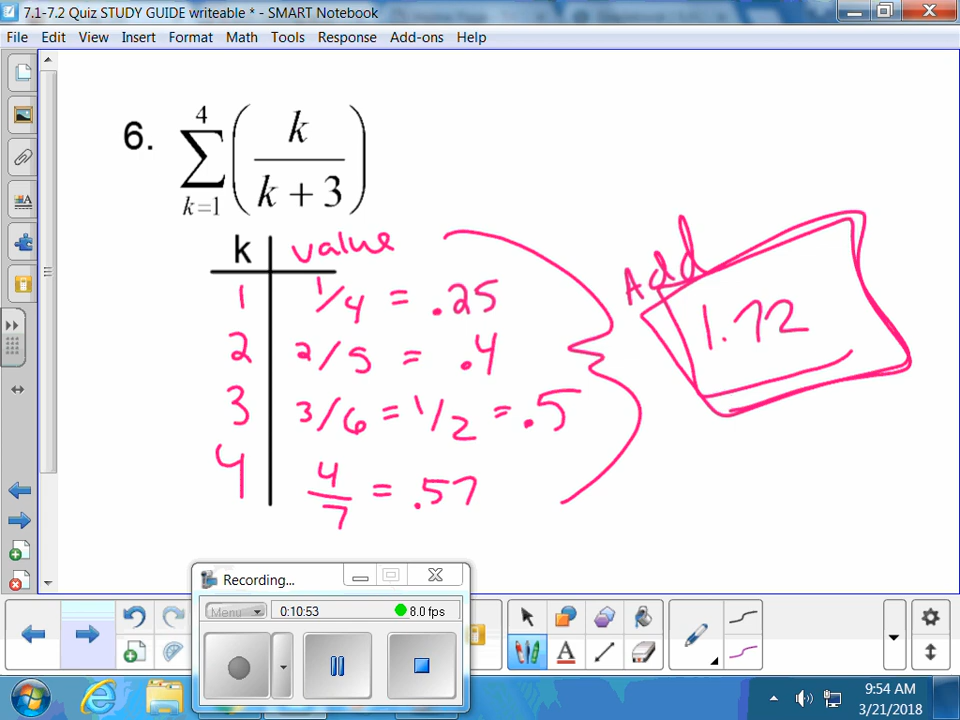 7.1-7.2 Quiz STUDY GUIDE writeable * - SMART Notebook
File Edit View Insert Format Math Tools Response Add-ons Help
6. 4 Σ k=1 ( k / k + 3 )
k value
1 1/4 = .25
2 2/5 = .4
3 3/6 = 1/2 = .5
4 4/7 = .57
Add
1.72
Recording...
Menu 0:10:53 8.0 fps
A
9:54 AM
3/21/2018